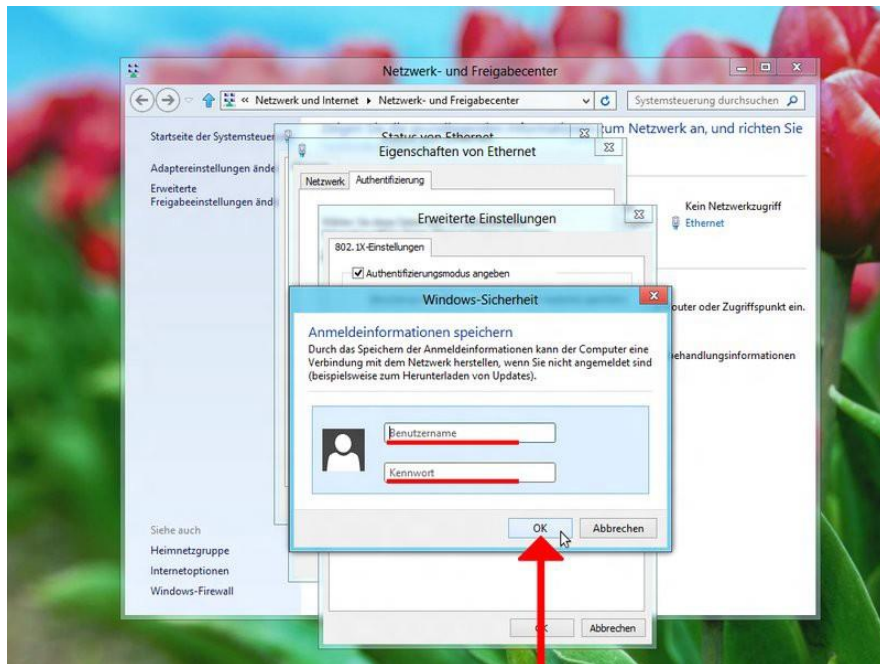 Netzwerk- und Freigabecenter
« Netzwerk und Internet ▸ Netzwerk- und Freigabecenter
Systemsteuerung durchsuchen
Startseite der Systemsteuer
Adaptereinstellungen ände
Erweiterte
Freigabeeinstellungen änd
Siehe auch
Heimnetzgruppe
Internetoptionen
Windows-Firewall
zum Netzwerk an, und richten Sie
Kein Netzwerkzugriff
Ethernet
outer oder Zugriffspunkt ein.
ehandlungsinformationen
Status von Ethernet
Eigenschaften von Ethernet
Netzwerk Authentifizierung
Erweiterte Einstellungen
802.1X-Einstellungen
Authentifizierungsmodus angeben
Windows-Sicherheit
Anmeldeinformationen speichern
Durch das Speichern der Anmeldeinformationen kann der Computer eine
Verbindung mit dem Netzwerk herstellen, wenn Sie nicht angemeldet sind
(beispielsweise zum Herunterladen von Updates).
Benutzername
Kennwort
OK Abbrechen
OK Abbrechen